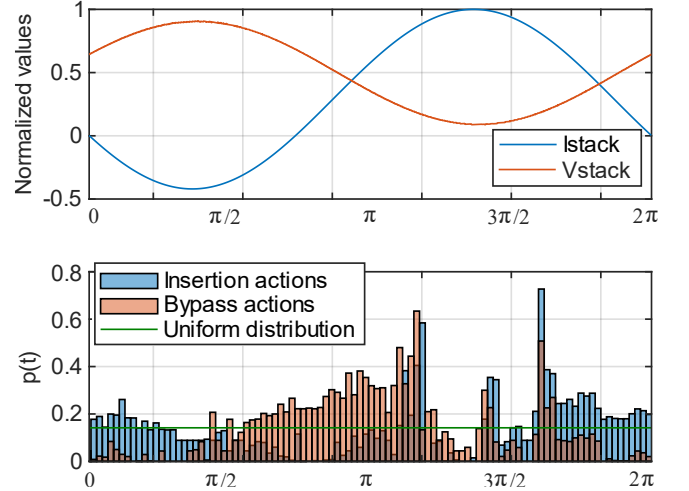 1
0.5
0
-0.5
Normalized values
Istack
Vstack
0 π/2 π 3π/2 2π
0.8
0.6
0.4
0.2
0
p(t)
Insertion actions
Bypass actions
Uniform distribution
0 π/2 π 3π/2 2π